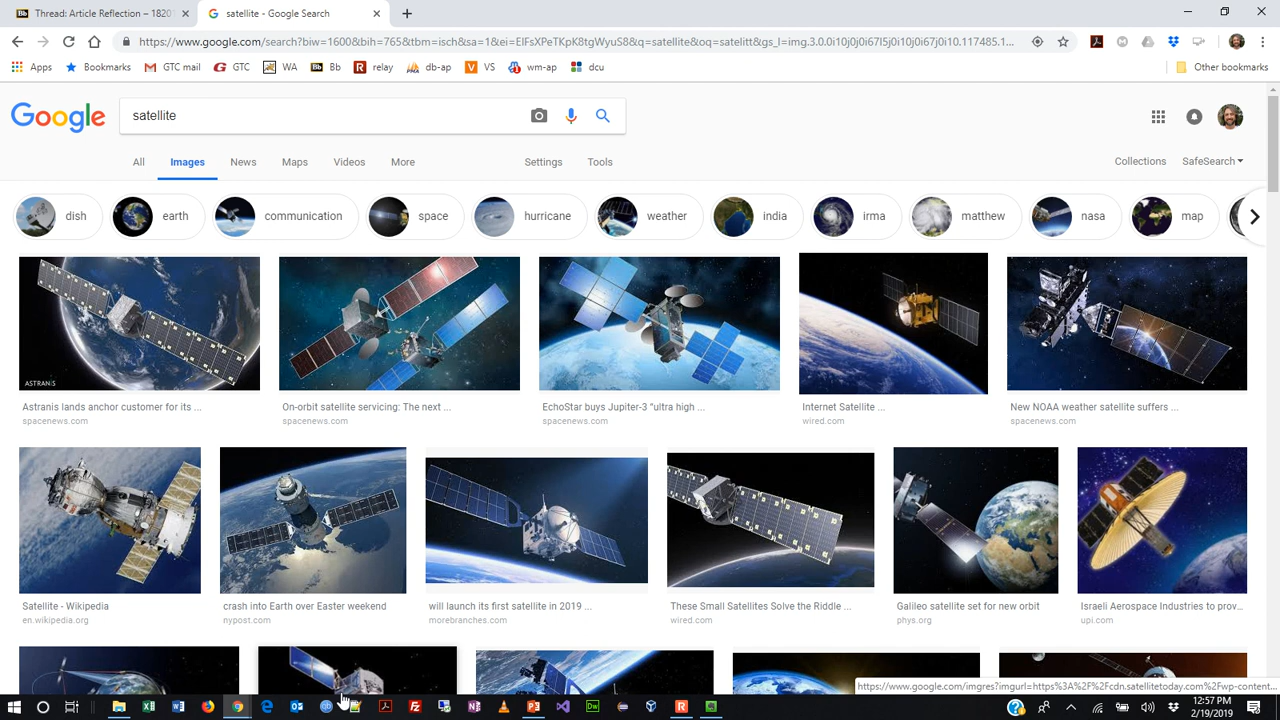 Thread: Article Reflection – 1820
satellite - Google Search
https://www.google.com/search?biw=1600&bih=765&tbm=isch&sa=1&ei=EIFsXPeTKpK8tgWyuS8&q=satellite&oq=satelitt&gs_l=img.3.0.0i10j0j0i67l5j0i10j0i67j0i10.117485.1...
Apps
Bookmarks
GTC mail
GTC
WA
Bb
relay
db-ap
VS
wm-ap
dcu
Other bookmarks
Google
satellite
All
Images
News
Maps
Videos
More
Settings
Tools
Collections
SafeSearch
dish
earth
communication
space
hurricane
weather
india
irma
matthew
nasa
map
ASTRANIS
Astranis lands anchor customer for its ...
spacenews.com
On-orbit satellite servicing: The next ...
spacenews.com
EchoStar buys Jupiter-3 “ultra high ...
spacenews.com
Internet Satellite ...
wired.com
New NOAA weather satellite suffers ...
spacenews.com
Satellite - Wikipedia
en.wikipedia.org
crash into Earth over Easter weekend
nypost.com
will launch its first satellite in 2019 ...
morebranches.com
These Small Satellites Solve the Riddle ...
wired.com
Galileo satellite set for new orbit
phys.org
Israeli Aerospace Industries to prov...
upi.com
https://www.google.com/imgres?imgurl=https%3A%2F%2Fcdn.satellitetoday.com%2Fwp-content...
12:57 PM
2/19/2019